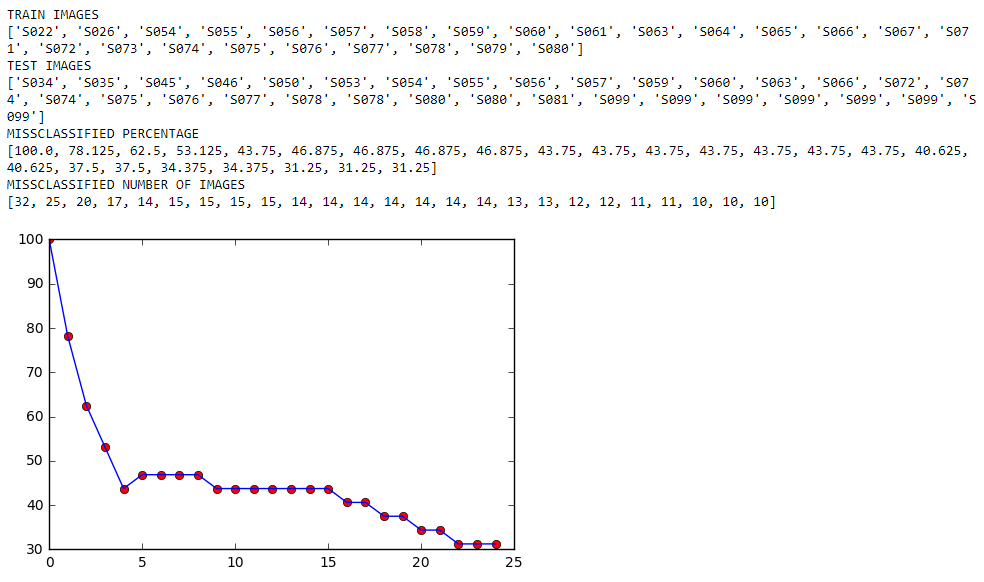 TRAIN IMAGES
['S022', 'S026', 'S054', 'S055', 'S056', 'S057', 'S058', 'S059', 'S060', 'S061', 'S063', 'S064', 'S065', 'S066', 'S067', 'S07
1', 'S072', 'S073', 'S074', 'S075', 'S076', 'S077', 'S078', 'S079', 'S080']
TEST IMAGES
['S034', 'S035', 'S045', 'S046', 'S050', 'S053', 'S054', 'S055', 'S056', 'S057', 'S059', 'S060', 'S063', 'S066', 'S072', 'S07
4', 'S074', 'S075', 'S076', 'S077', 'S078', 'S078', 'S080', 'S080', 'S081', 'S099', 'S099', 'S099', 'S099', 'S099', 'S099', 'S
099']
MISSCLASSIFIED PERCENTAGE
[100.0, 78.125, 62.5, 53.125, 43.75, 46.875, 46.875, 46.875, 46.875, 43.75, 43.75, 43.75, 43.75, 43.75, 43.75, 43.75, 40.625,
40.625, 37.5, 37.5, 34.375, 34.375, 31.25, 31.25, 31.25]
MISSCLASSIFIED NUMBER OF IMAGES
[32, 25, 20, 17, 14, 15, 15, 15, 15, 14, 14, 14, 14, 14, 14, 14, 13, 13, 12, 12, 11, 11, 10, 10, 10]
100
90
80
70
60
50
40
30
0 5 10 15 20 25